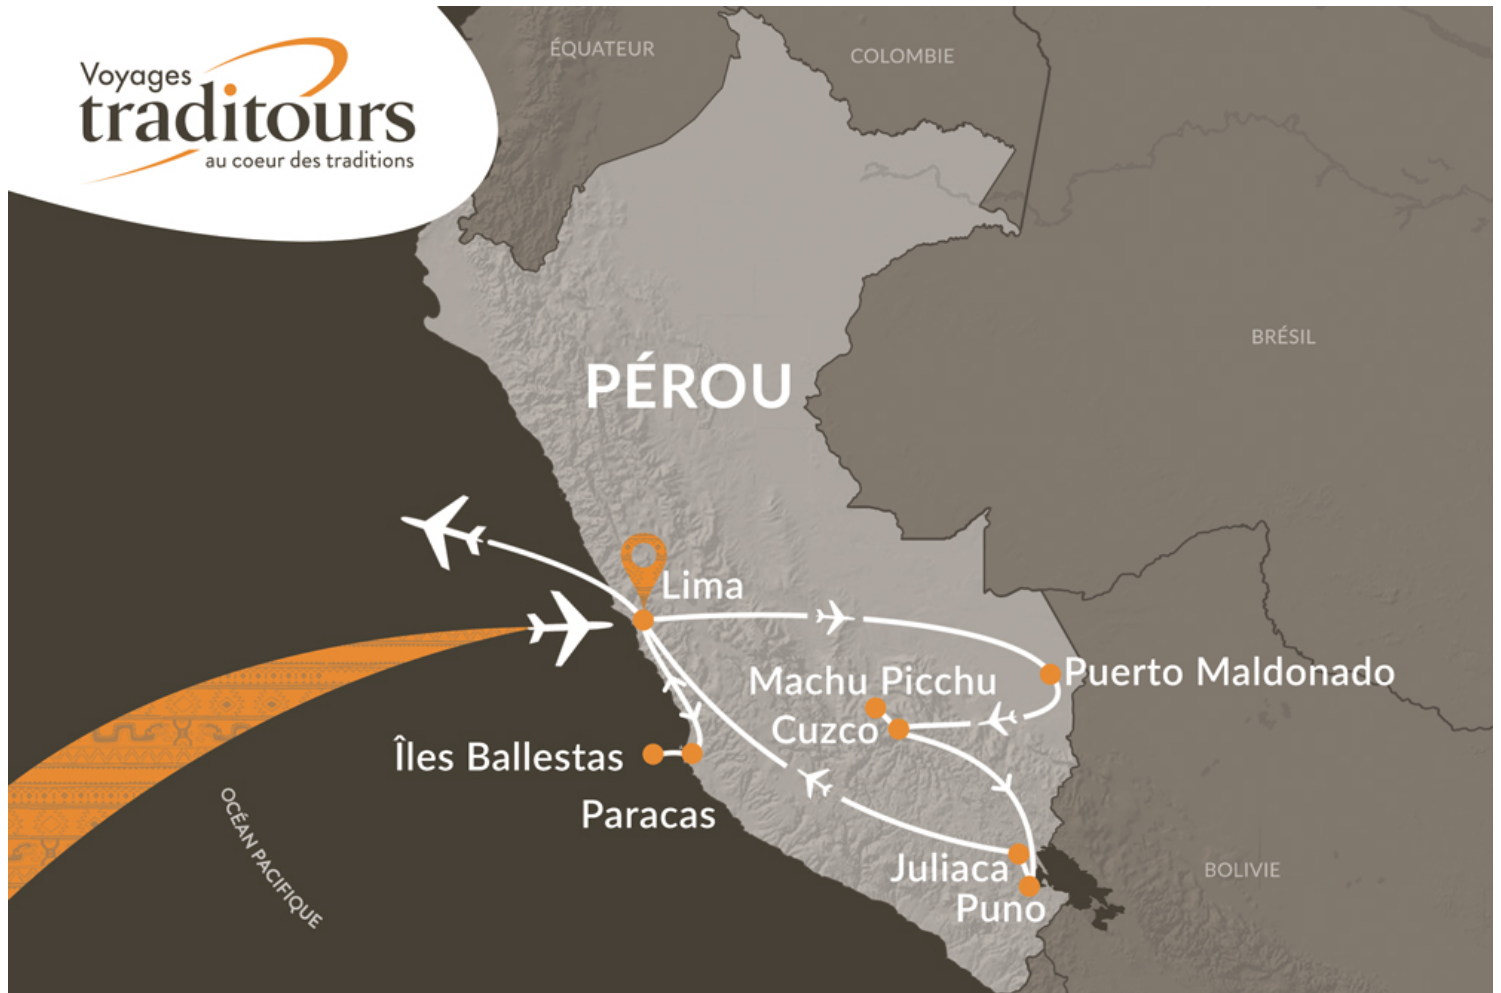 Voyages
traditours
au coeur des traditions
ÉQUATEUR
COLOMBIE
BRÉSIL
PÉROU
Lima
Puerto Maldonado
Machu Picchu
Cuzco
Îles Ballestas
Paracas
OCÉAN PACIFIQUE
Juliaca
Puno
BOLIVIE